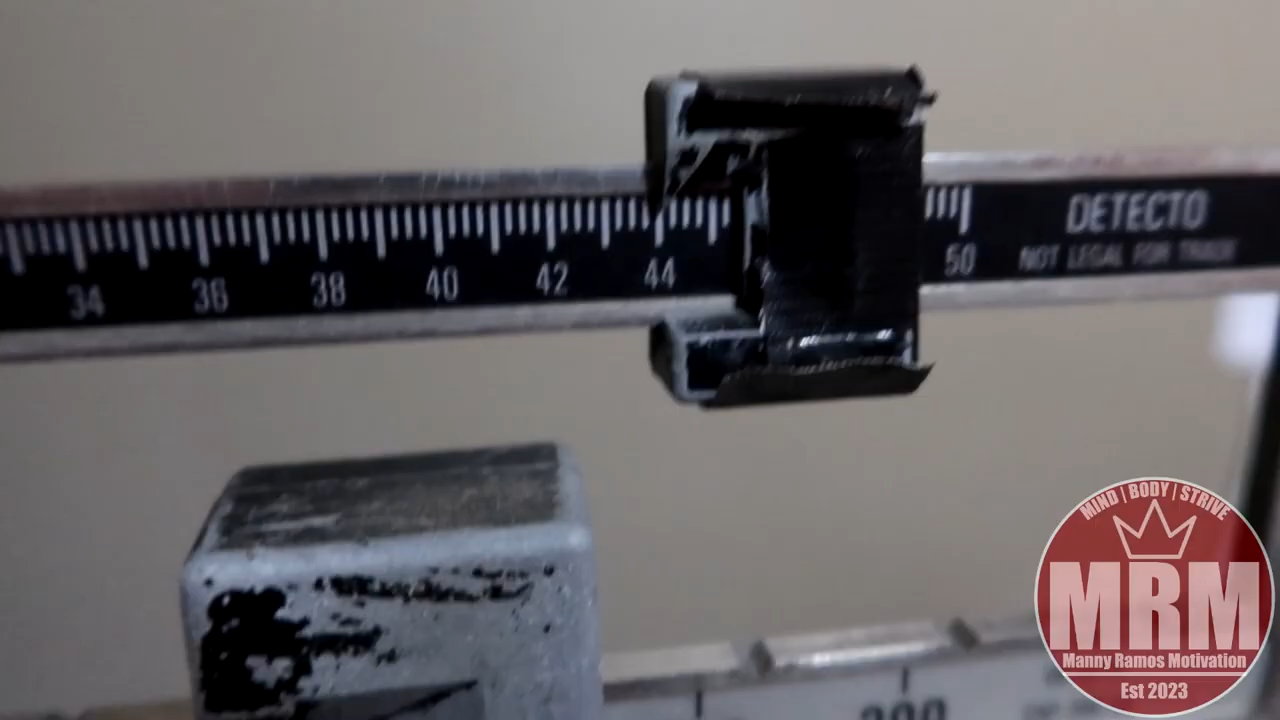 34 36 38 40 42 44 50
DETECTO
NOT LEGAL FOR TRADE
MIND | BODY | STRIVE
MRM
Manny Ramos Motivation
Est 2023